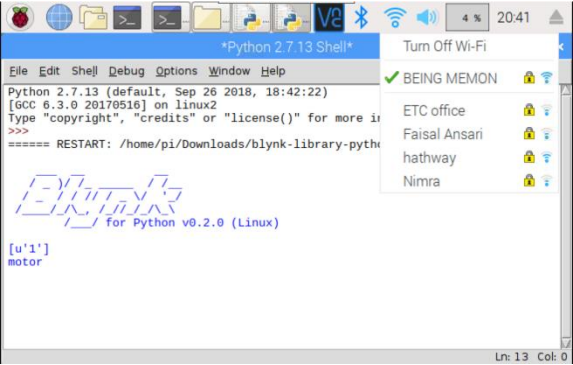 4 % 20:41
*Python 2.7.13 Shell*
File Edit Shell Debug Options Window Help
Python 2.7.13 (default, Sep 26 2018, 18:42:22)
[GCC 6.3.0 20170516] on linux2
Type "copyright", "credits" or "license()" for more in
>>>
====== RESTART: /home/pi/Downloads/blynk-library-pytho
Blynk
for Python v0.2.0 (Linux)
[u'1']
motor
Ln: 13 Col: 0
Turn Off Wi-Fi
BEING MEMON
ETC office
Faisal Ansari
hathway
Nimra